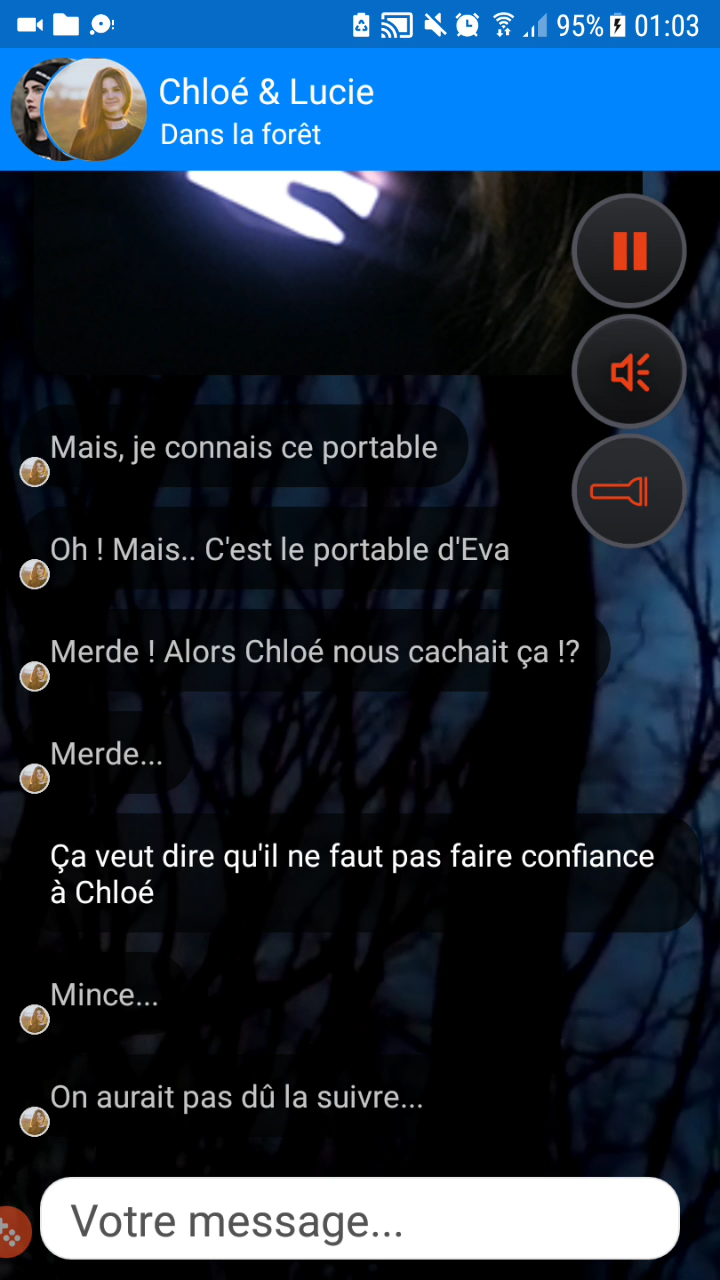 95% 01:03
Chloé & Lucie
Dans la forêt
Mais, je connais ce portable
Oh ! Mais.. C'est le portable d'Eva
Merde ! Alors Chloé nous cachait ça !?
Merde...
Ça veut dire qu'il ne faut pas faire confiance
à Chloé
Mince...
On aurait pas dû la suivre...
Votre message...